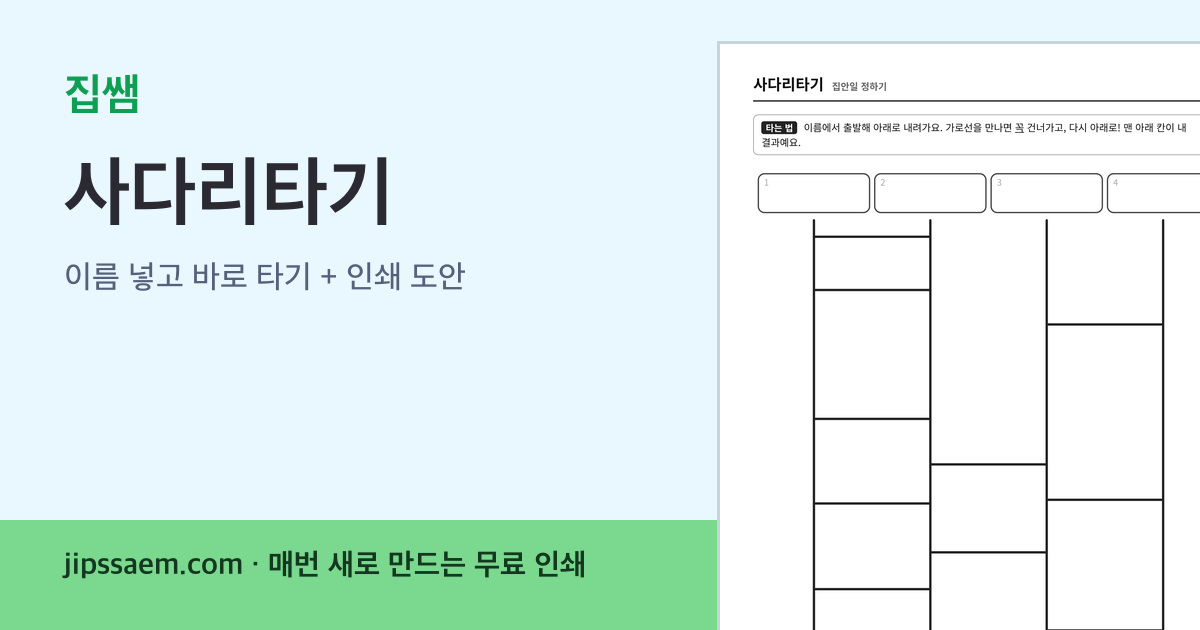 집쌤
사다리타기
이름 넣고 바로 타기 + 인쇄 도안
jipssaem.com · 매번 새로 만드는 무료 인쇄
사다리타기 집안일 정하기
타는 법 이름에서 출발해 아래로 내려가요. 가로선을 만나면 꼭 건너가고, 다시 아래로! 맨 아래 칸이 내
결과예요.
1 2 3 4